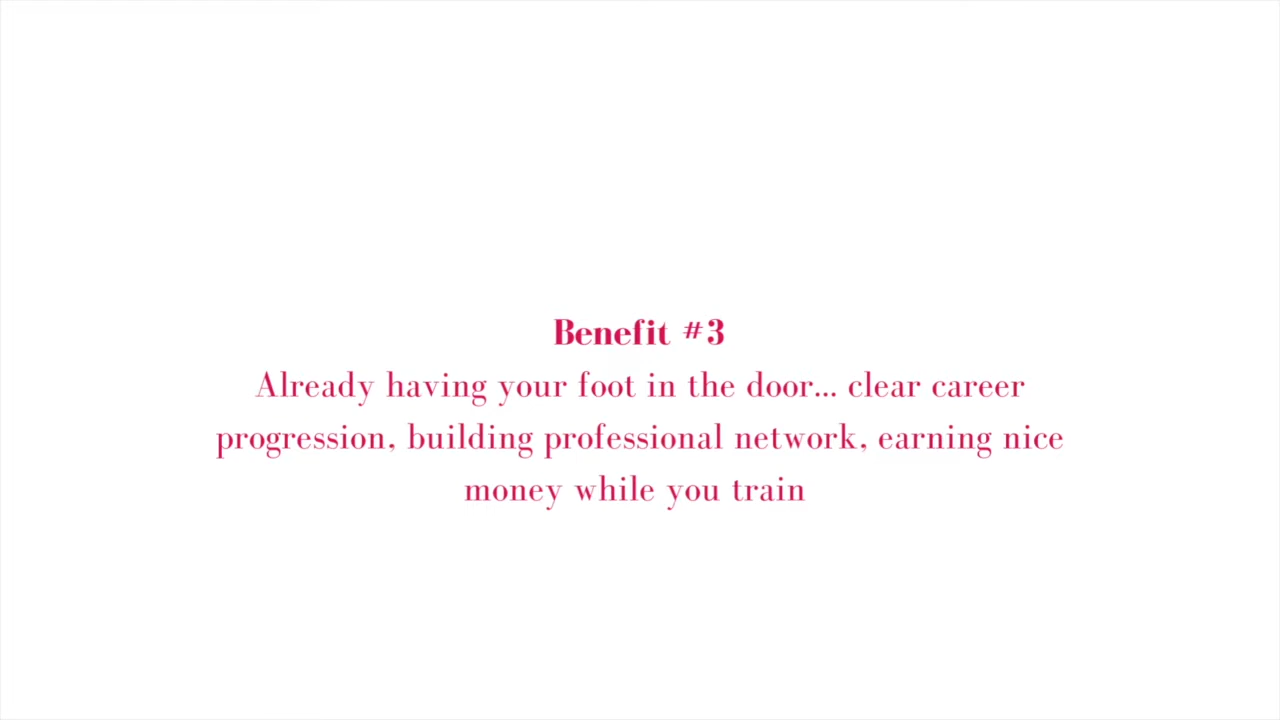 Benefit #3
Already having your foot in the door... clear career
progression, building professional network, earning nice
money while you train